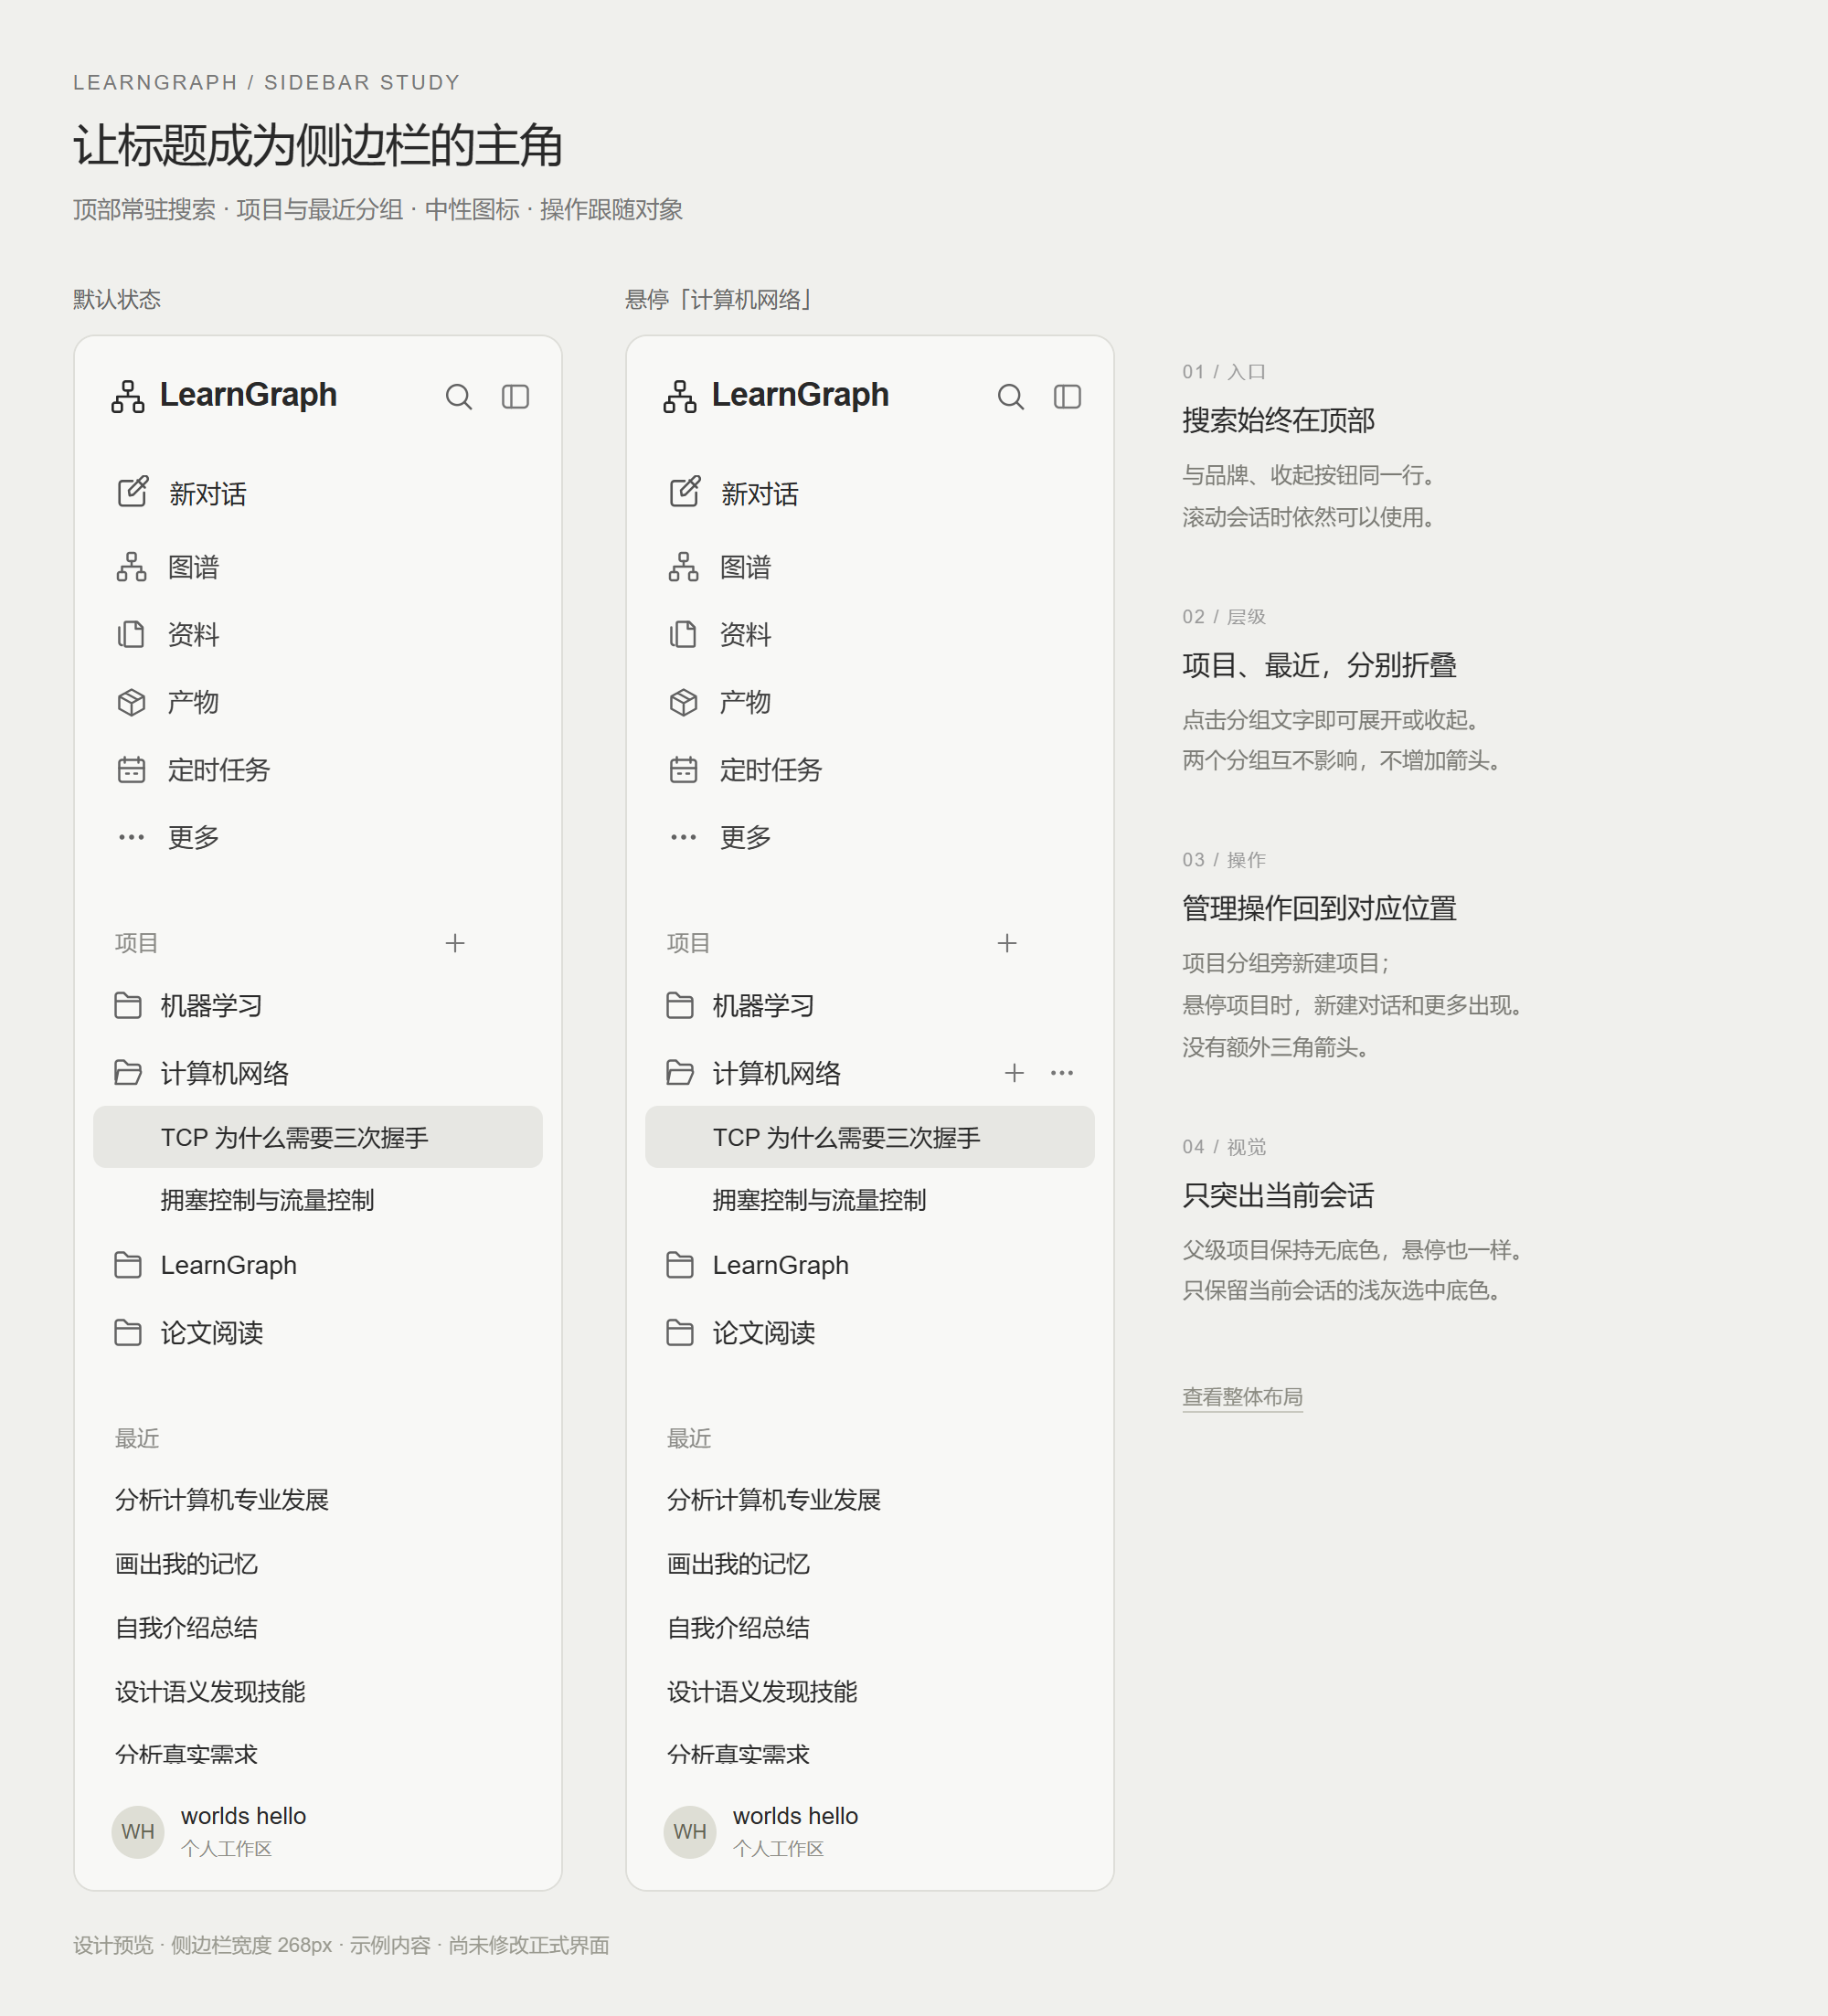 LEARNGRAPH / SIDEBAR STUDY
让标题成为侧边栏的主角
顶部常驻搜索 · 项目与最近分组 · 中性图标 · 操作跟随对象
默认状态
LearnGraph
新对话
图谱
资料
产物
定时任务
更多
项目
机器学习
计算机网络
TCP 为什么需要三次握手
拥塞控制与流量控制
LearnGraph
论文阅读
最近
分析计算机专业发展
画出我的记忆
自我介绍总结
设计语义发现技能
分析真实需求
WH
worlds hello
个人工作区
悬停「计算机网络」
LearnGraph
新对话
图谱
资料
产物
定时任务
更多
项目
机器学习
计算机网络
TCP 为什么需要三次握手
拥塞控制与流量控制
LearnGraph
论文阅读
最近
分析计算机专业发展
画出我的记忆
自我介绍总结
设计语义发现技能
分析真实需求
WH
worlds hello
个人工作区
01 / 入口
搜索始终在顶部
与品牌、收起按钮同一行。
滚动会话时依然可以使用。
02 / 层级
项目、最近，分别折叠
点击分组文字即可展开或收起。
两个分组互不影响，不增加箭头。
03 / 操作
管理操作回到对应位置
项目分组旁新建项目；
悬停项目时，新建对话和更多出现。
没有额外三角箭头。
04 / 视觉
只突出当前会话
父级项目保持无底色，悬停也一样。
只保留当前会话的浅灰选中底色。
查看整体布局
设计预览 · 侧边栏宽度 268px · 示例内容 · 尚未修改正式界面